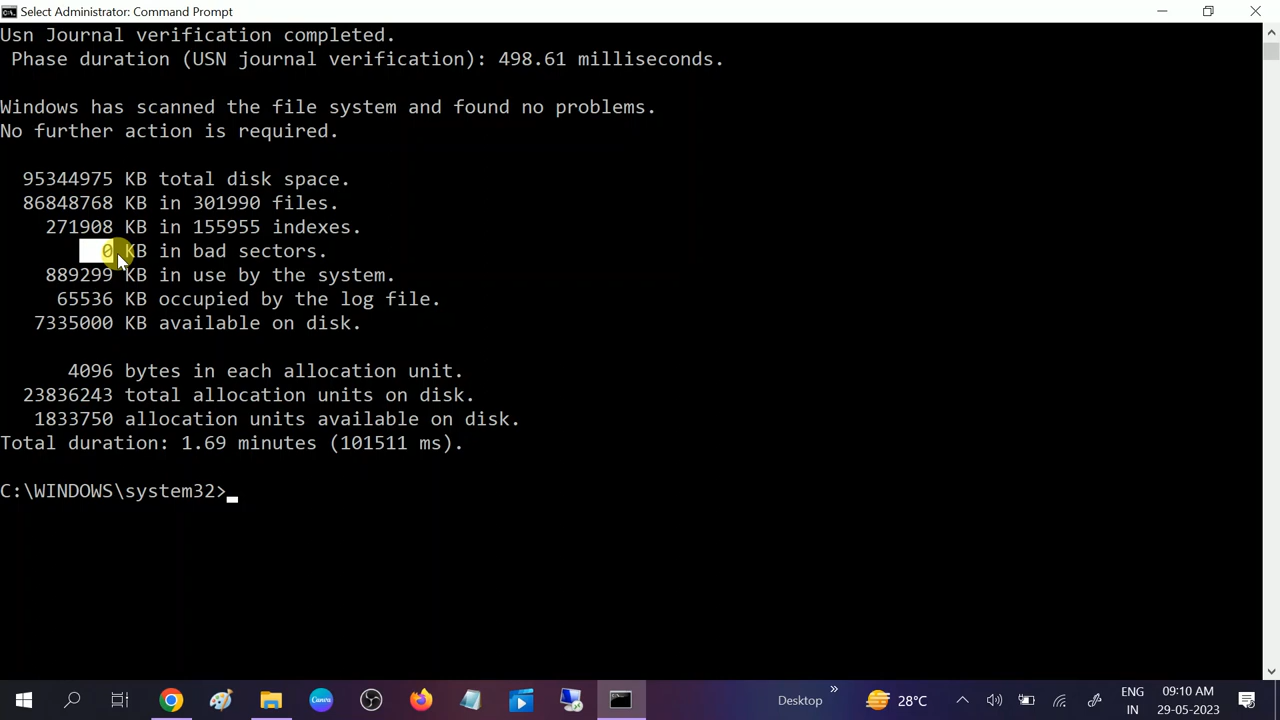 Select Administrator: Command Prompt
Usn Journal verification completed.
Phase duration (USN journal verification): 498.61 milliseconds.
Windows has scanned the file system and found no problems.
No further action is required.
95344975 KB total disk space.
86848768 KB in 301990 files.
271908 KB in 155955 indexes.
0 KB in bad sectors.
889299 KB in use by the system.
65536 KB occupied by the log file.
7335000 KB available on disk.
4096 bytes in each allocation unit.
23836243 total allocation units on disk.
1833750 allocation units available on disk.
Total duration: 1.69 minutes (101511 ms).
C:\WINDOWS\system32>
Canva
Desktop
»
28°C
ENG
IN
09:10 AM
29-05-2023